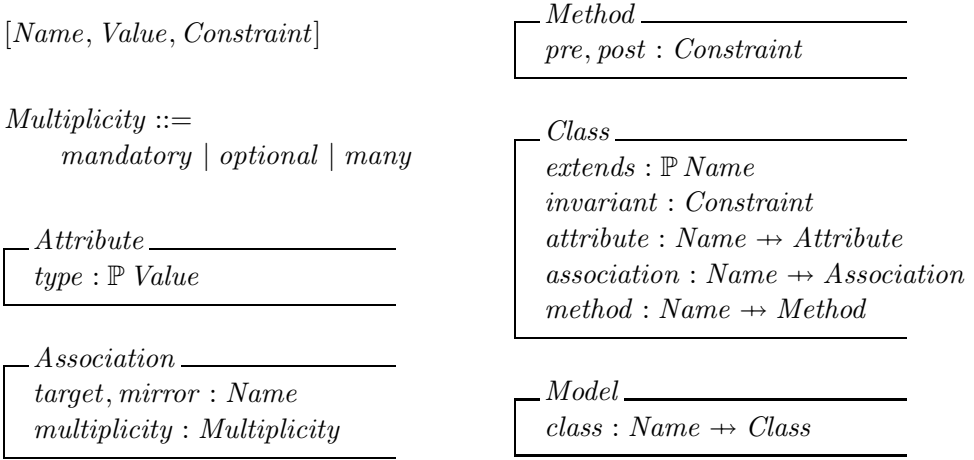 [Name, Value, Constraint]
Multiplicity ::=
mandatory | optional | many
Attribute
type : ℙ Value
Association
target, mirror : Name
multiplicity : Multiplicity
Method
pre, post : Constraint
Class
extends : ℙ Name
invariant : Constraint
attribute : Name ⇸ Attribute
association : Name ⇸ Association
method : Name ⇸ Method
Model
class : Name ⇸ Class